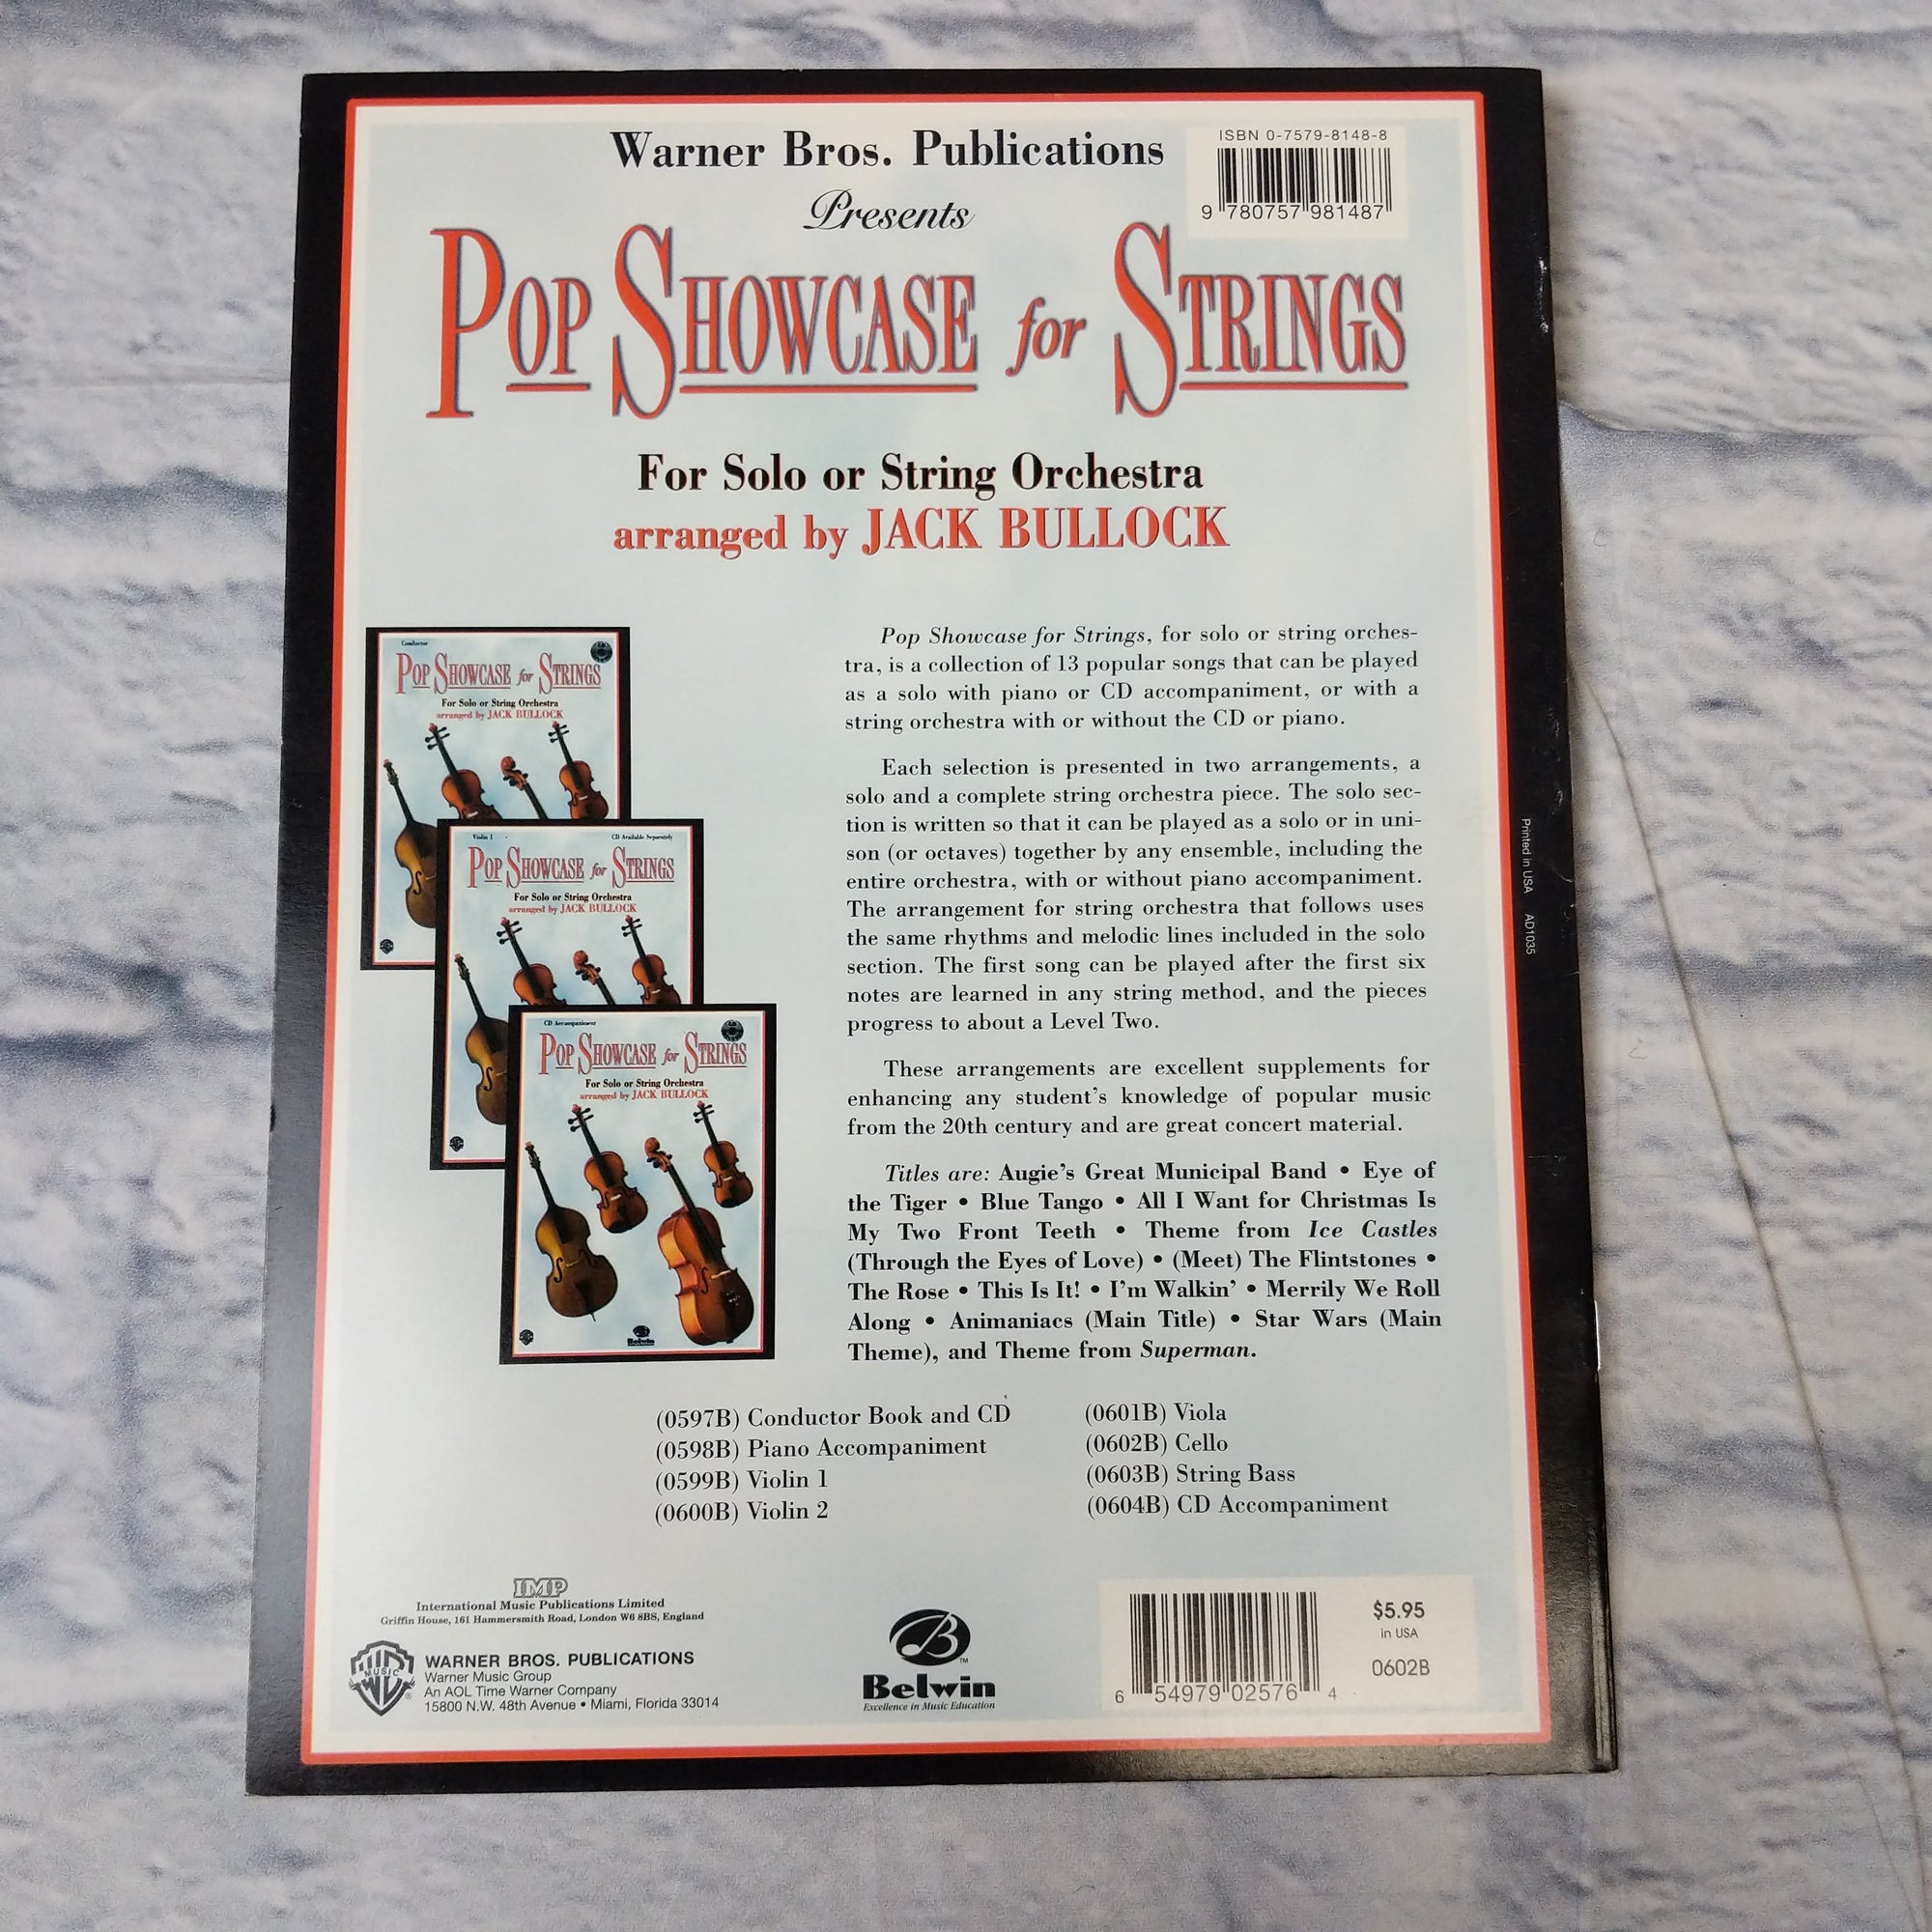 Warner Bros. Publications
ISBN 0-7579-8148-8
9 780757 981487
Presents
POP SHOWCASE for STRINGS
For Solo or String Orchestra
arranged by JACK BULLOCK
Conductor
POP SHOWCASE for STRINGS
For Solo or String Orchestra
arranged by JACK BULLOCK
Violin 1
CD Available Separately
POP SHOWCASE for STRINGS
For Solo or String Orchestra
arranged by JACK BULLOCK
CD Accompaniment
POP SHOWCASE for STRINGS
For Solo or String Orchestra
arranged by JACK BULLOCK
Belwin
Pop Showcase for Strings, for solo or string orches-
tra, is a collection of 13 popular songs that can be played
as a solo with piano or CD accompaniment, or with a
string orchestra with or without the CD or piano.
Each selection is presented in two arrangements, a
solo and a complete string orchestra piece. The solo sec-
tion is written so that it can be played as a solo or in uni-
son (or octaves) together by any ensemble, including the
entire orchestra, with or without piano accompaniment.
The arrangement for string orchestra that follows uses
the same rhythms and melodic lines included in the solo
section. The first song can be played after the first six
notes are learned in any string method, and the pieces
progress to about a Level Two.
These arrangements are excellent supplements for
enhancing any student's knowledge of popular music
from the 20th century and are great concert material.
Titles are: Augie's Great Municipal Band • Eye of
the Tiger • Blue Tango • All I Want for Christmas Is
My Two Front Teeth • Theme from Ice Castles
(Through the Eyes of Love) • (Meet) The Flintstones •
The Rose • This Is It! • I'm Walkin' • Merrily We Roll
Along • Animaniacs (Main Title) • Star Wars (Main
Theme), and Theme from Superman.
Printed in USA AD1035
(0597B) Conductor Book and CD
(0598B) Piano Accompaniment
(0599B) Violin 1
(0600B) Violin 2
(0601B) Viola
(0602B) Cello
(0603B) String Bass
(0604B) CD Accompaniment
IMP
International Music Publications Limited
Griffin House, 161 Hammersmith Road, London W6 8BS, England
MUSIC
WARNER BROS. PUBLICATIONS
Warner Music Group
An AOL Time Warner Company
15800 N.W. 48th Avenue • Miami, Florida 33014
B™
Belwin
Excellence in Music Education
6 54979 02576 4
$5.95
in USA
0602B